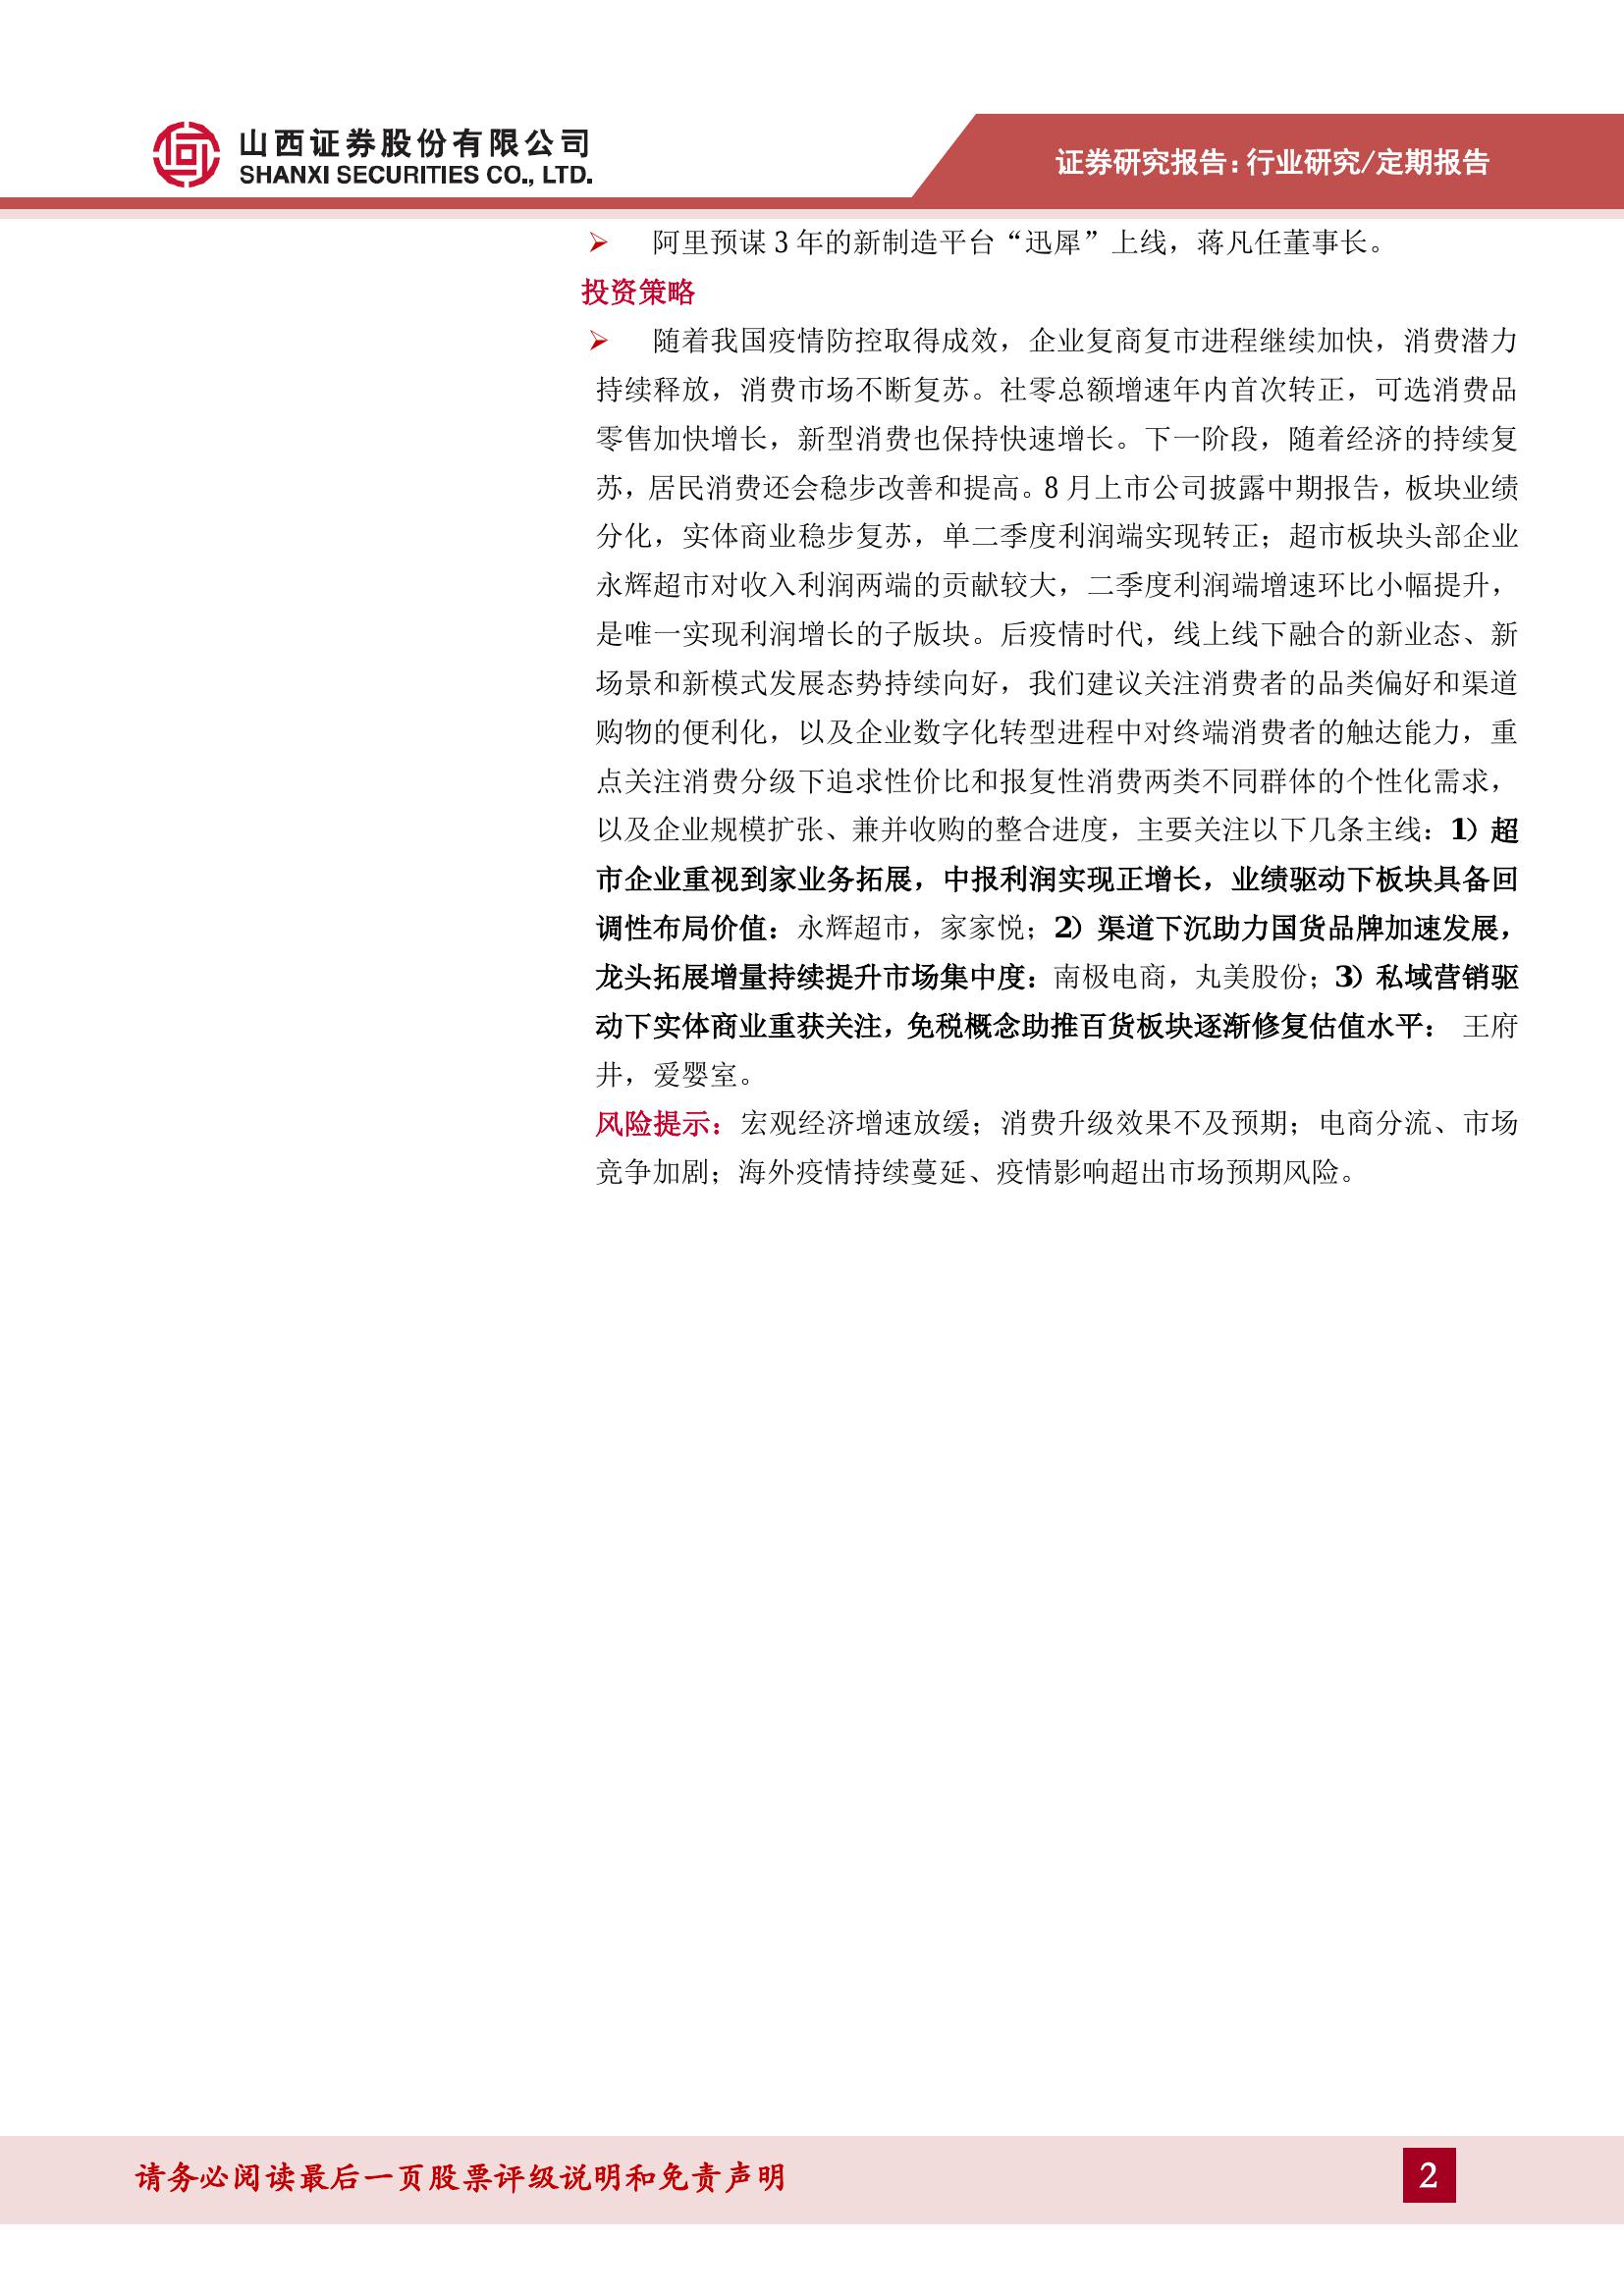 山西证券股份有限公司
SHANXI SECURITIES CO., LTD.
证券研究报告：行业研究/定期报告
➢ 阿里预谋 3 年的新制造平台“迅犀”上线，蒋凡任董事长。
投资策略
➢ 随着我国疫情防控取得成效，企业复商复市进程继续加快，消费潜力
持续释放，消费市场不断复苏。社零总额增速年内首次转正，可选消费品
零售加快增长，新型消费也保持快速增长。下一阶段，随着经济的持续复
苏，居民消费还会稳步改善和提高。8 月上市公司披露中期报告，板块业绩
分化，实体商业稳步复苏，单二季度利润端实现转正；超市板块头部企业
永辉超市对收入利润两端的贡献较大，二季度利润端增速环比小幅提升，
是唯一实现利润增长的子版块。后疫情时代，线上线下融合的新业态、新
场景和新模式发展态势持续向好，我们建议关注消费者的品类偏好和渠道
购物的便利化，以及企业数字化转型进程中对终端消费者的触达能力，重
点关注消费分级下追求性价比和报复性消费两类不同群体的个性化需求，
以及企业规模扩张、兼并收购的整合进度，主要关注以下几条主线：1）超
市企业重视到家业务拓展，中报利润实现正增长，业绩驱动下板块具备回
调性布局价值：永辉超市，家家悦；2）渠道下沉助力国货品牌加速发展，
龙头拓展增量持续提升市场集中度：南极电商，丸美股份；3）私域营销驱
动下实体商业重获关注，免税概念助推百货板块逐渐修复估值水平： 王府
井，爱婴室。
风险提示：宏观经济增速放缓；消费升级效果不及预期；电商分流、市场
竞争加剧；海外疫情持续蔓延、疫情影响超出市场预期风险。
请务必阅读最后一页股票评级说明和免责声明
2